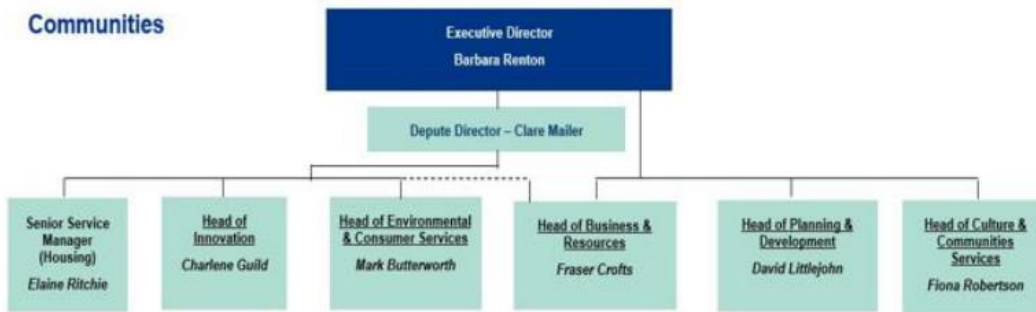 Communities
Executive Director
Barbara Renton
Depute Director – Clare Mailer
Senior Service
Manager
(Housing)
Elaine Ritchie
Head of
Innovation
Charlene Guild
Head of Environmental
& Consumer Services
Mark Butterworth
Head of Business &
Resources
Fraser Crofts
Head of Planning &
Development
David Littlejohn
Head of Culture &
Communities
Services
Fiona Robertson